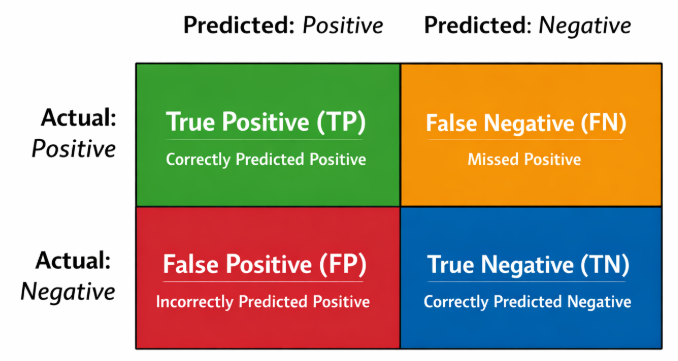 Predicted: Positive
Predicted: Negative
Actual:
Positive
True Positive (TP)
Correctly Predicted Positive
False Negative (FN)
Missed Positive
Actual:
Negative
False Positive (FP)
Incorrectly Predicted Positive
True Negative (TN)
Correctly Predicted Negative